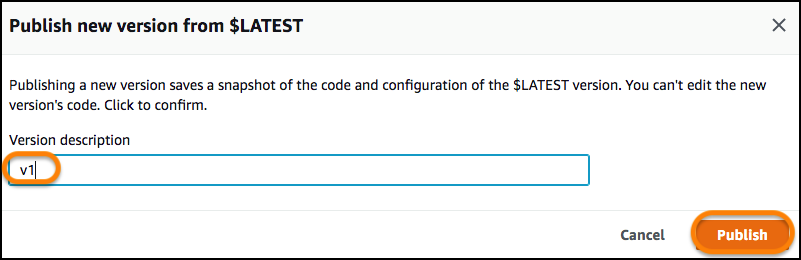 Publish new version from $LATEST
Publishing a new version saves a snapshot of the code and configuration of the $LATEST version. You can't edit the new
version's code. Click to confirm.
Version description
v1
Cancel
Publish